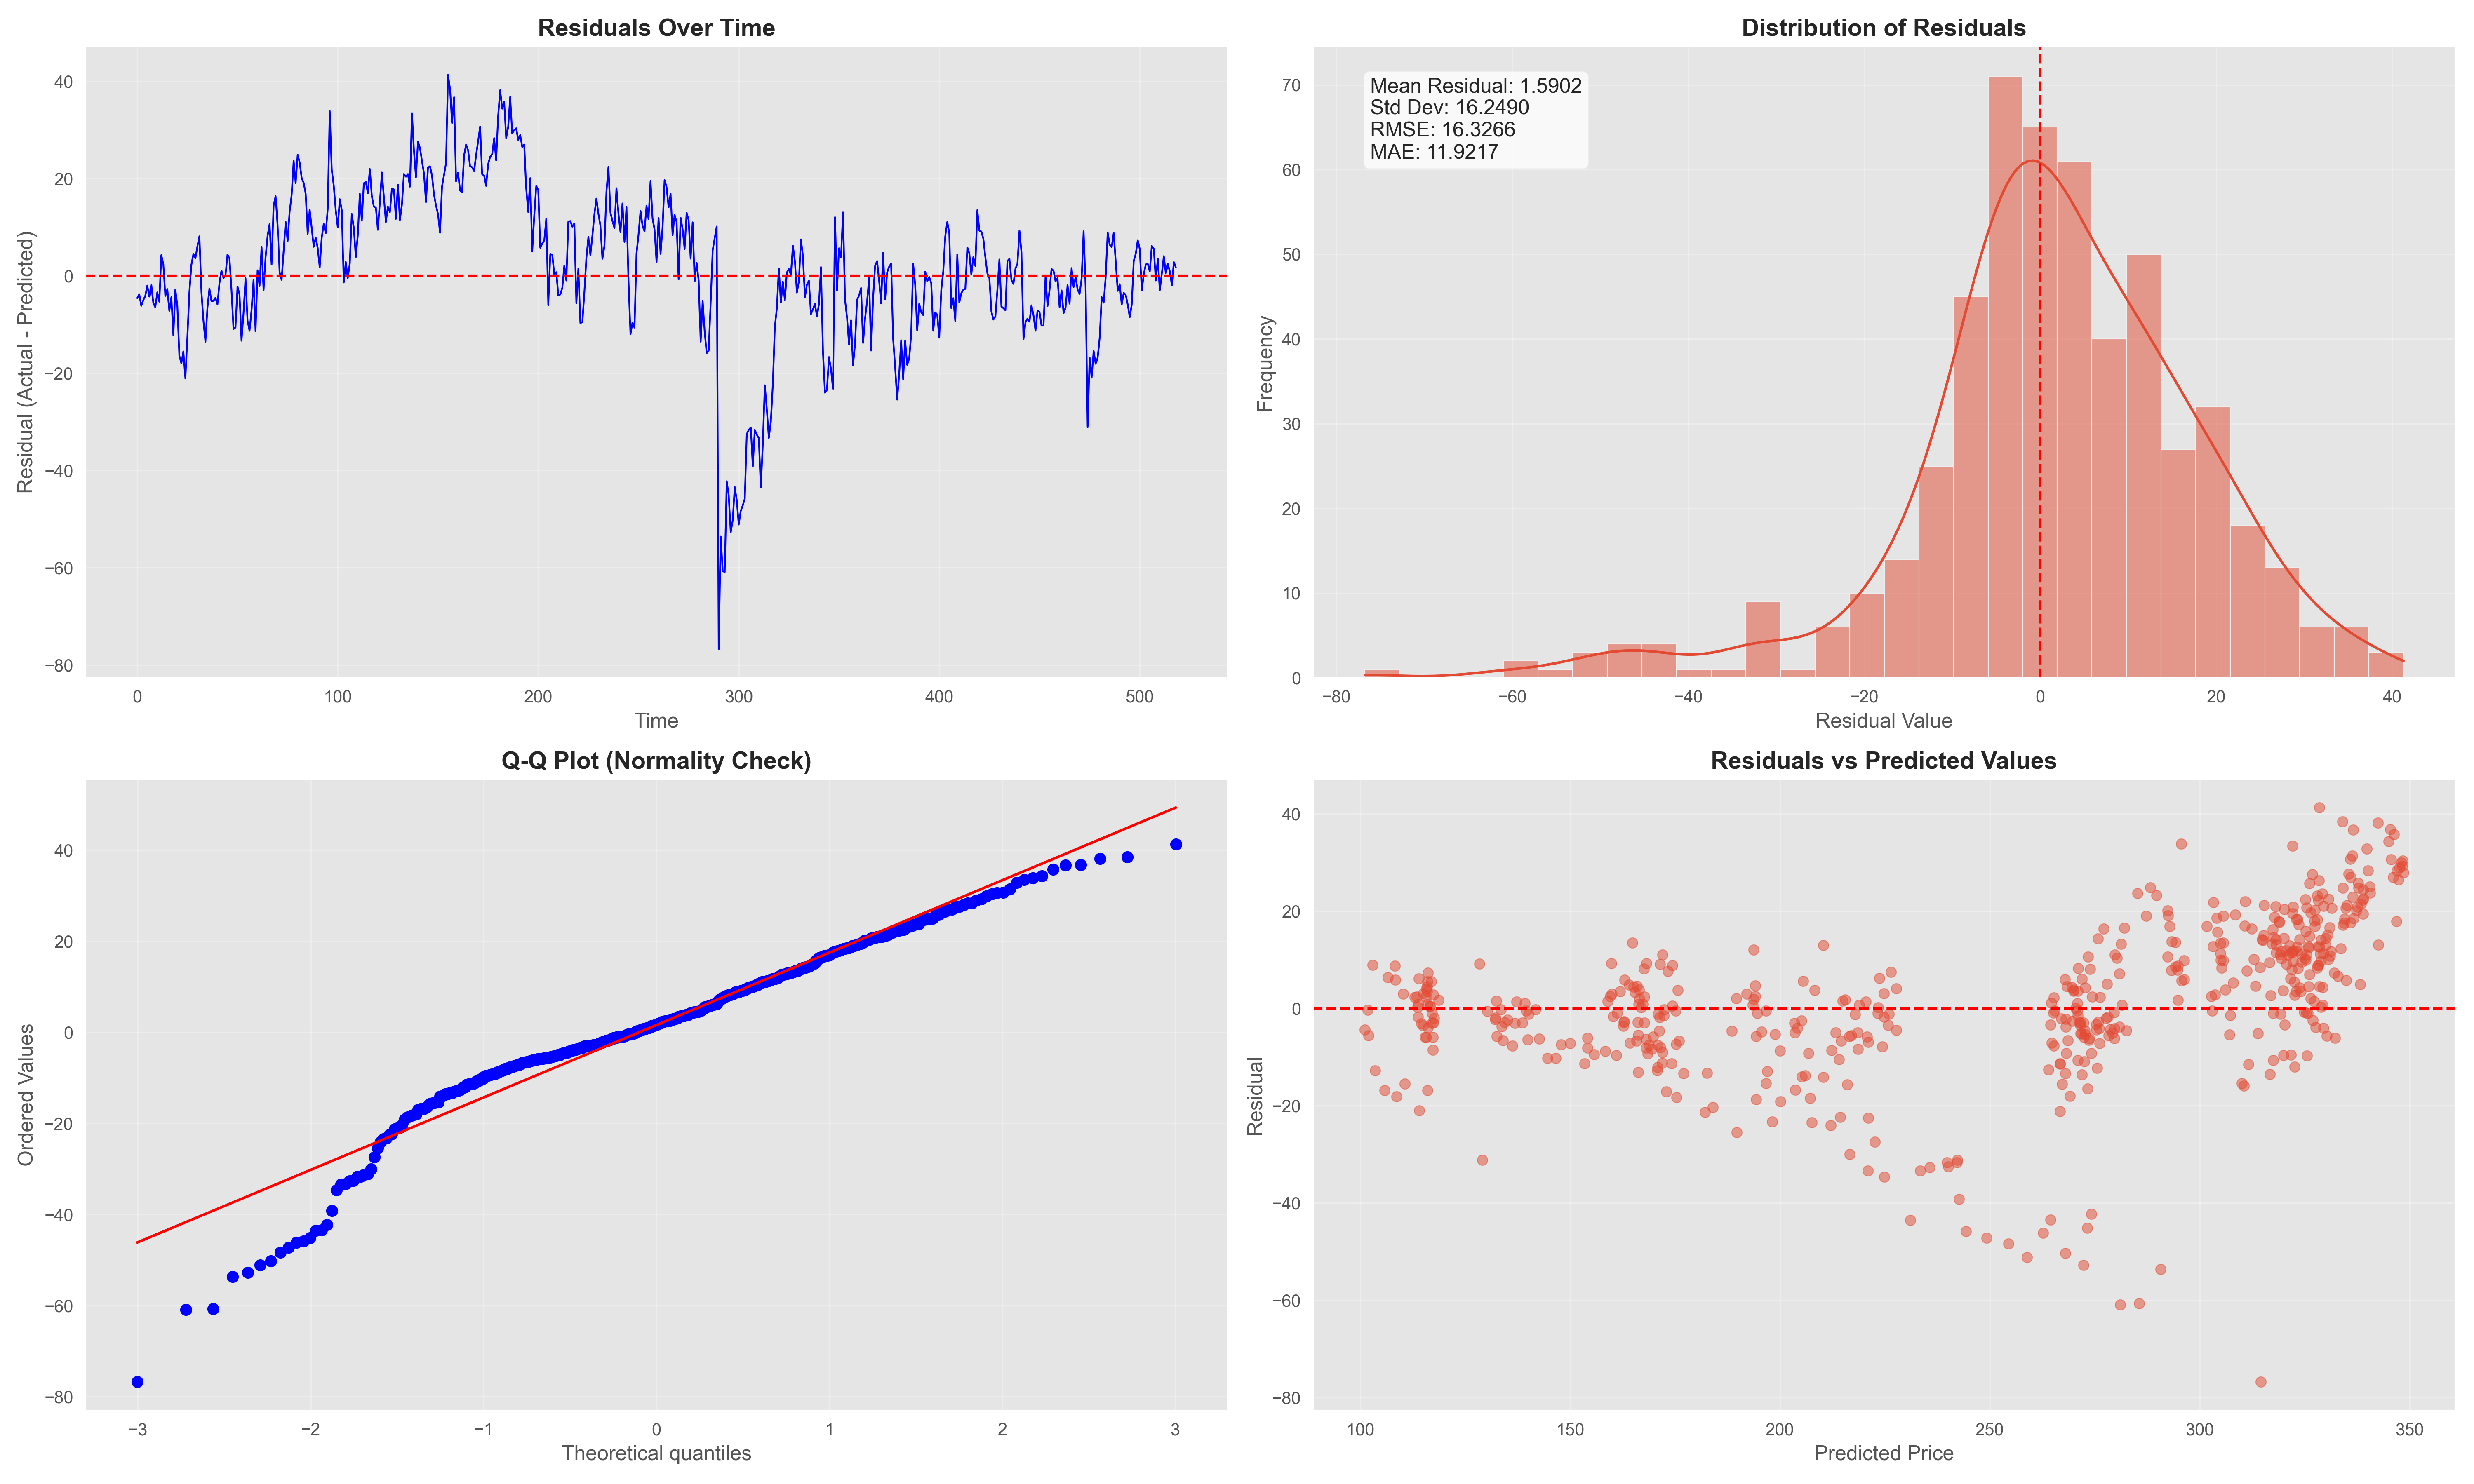 Residuals Over Time
Residual (Actual - Predicted)
40
20
0
−20
−40
−60
−80
0 100 200 300 400 500
Time
Distribution of Residuals
Mean Residual: 1.5902
Std Dev: 16.2490
RMSE: 16.3266
MAE: 11.9217
Frequency
70
60
50
40
30
20
10
0
−80 −60 −40 −20 0 20 40
Residual Value
Q-Q Plot (Normality Check)
Ordered Values
40
20
0
−20
−40
−60
−80
−3 −2 −1 0 1 2 3
Theoretical quantiles
Residuals vs Predicted Values
Residual
40
20
0
−20
−40
−60
−80
100 150 200 250 300 350
Predicted Price